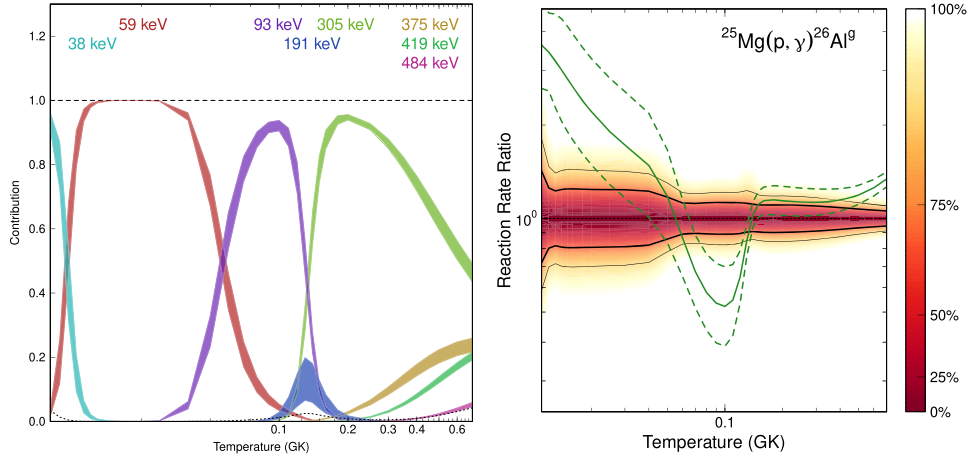 59 keV 93 keV 305 keV 375 keV
38 keV 191 keV 419 keV
484 keV
1.2
1.0
0.8
0.6
0.4
0.2
0.0
Contribution
0.1 0.2 0.3 0.4 0.6
Temperature (GK)
²⁵Mg(p, γ)²⁶Alᵍ
Reaction Rate Ratio
10⁰
0.1
Temperature (GK)
100%
75%
50%
25%
0%